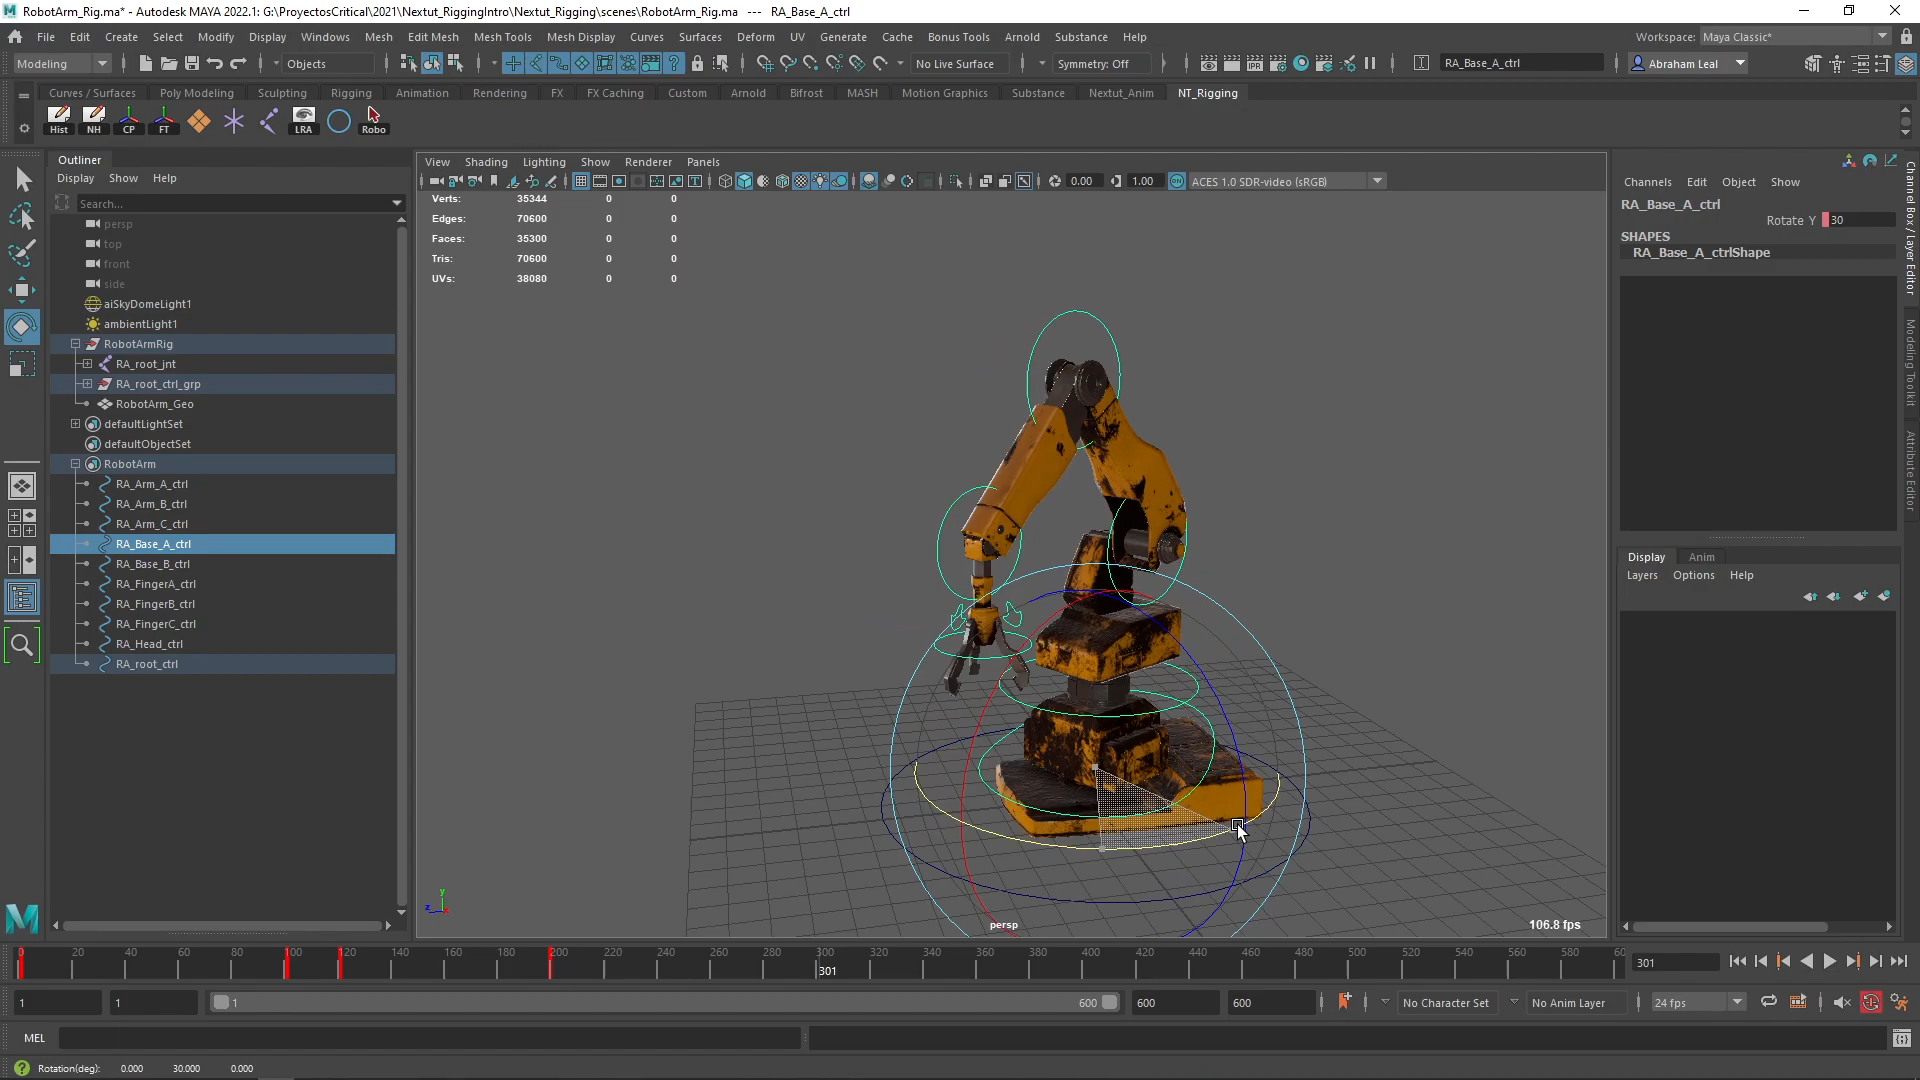 RobotArm_Rig.ma* - Autodesk MAYA 2022.1: G:\ProyectosCritical\2021\Nextut_RiggingIntro\Nextut_Rigging\scenes\RobotArm_Rig.ma --- RA_Base_A_ctrl
File Edit Create Select Modify Display Windows Mesh Edit Mesh Mesh Tools Mesh Display Curves Surfaces Deform UV Generate Cache Bonus Tools Arnold Substance Help
Workspace: Maya Classic*
Modeling Objects No Live Surface Symmetry: Off RA_Base_A_ctrl Abraham Leal
Curves / Surfaces Poly Modeling Sculpting Rigging Animation Rendering FX FX Caching Custom Arnold Bifrost MASH Motion Graphics Substance Nextut_Anim NT_Rigging
Hist NH CP FT LRA Robo
Outliner
Display Show Help
Search...
persp
top
front
side
aiSkyDomeLight1
ambientLight1
RobotArmRig
RA_root_jnt
RA_root_ctrl_grp
RobotArm_Geo
defaultLightSet
defaultObjectSet
RobotArm
RA_Arm_A_ctrl
RA_Arm_B_ctrl
RA_Arm_C_ctrl
RA_Base_A_ctrl
RA_Base_B_ctrl
RA_FingerA_ctrl
RA_FingerB_ctrl
RA_FingerC_ctrl
RA_Head_ctrl
RA_root_ctrl
View Shading Lighting Show Renderer Panels
0.00 1.00 ACES 1.0 SDR-video (sRGB)
Verts: 35344 0 0
Edges: 70600 0 0
Faces: 35300 0 0
Tris: 70600 0 0
UVs: 38080 0 0
y
z
persp
106.8 fps
Channels Edit Object Show
RA_Base_A_ctrl
Rotate Y 30
SHAPES
RA_Base_A_ctrlShape
Display Anim
Layers Options Help
Channel Box / Layer Editor
Modeling Toolkit
Attribute Editor
0 20 40 60 80 100 120 140 160 180 200 220 240 260 280 300 320 340 360 380 400 420 440 460 480 500 520 540 560 580 60
301
301
1 1 1 600 600 600 No Character Set No Anim Layer 24 fps
MEL
Rotation(deg): 0.000 30.000 0.000